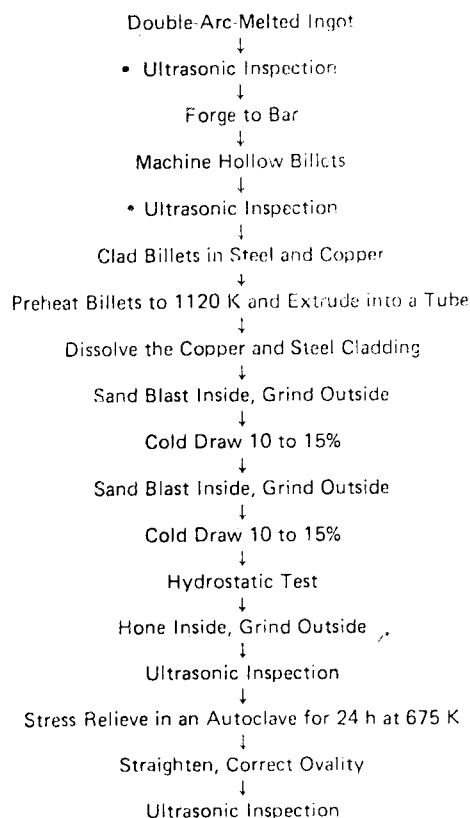 Double-Arc-Melted Ingot
↓
• Ultrasonic Inspection
↓
Forge to Bar
↓
Machine Hollow Billets
↓
• Ultrasonic Inspection
↓
Clad Billets in Steel and Copper
↓
Preheat Billets to 1120 K and Extrude into a Tube
↓
Dissolve the Copper and Steel Cladding
↓
Sand Blast Inside, Grind Outside
↓
Cold Draw 10 to 15%
↓
Sand Blast Inside, Grind Outside
↓
Cold Draw 10 to 15%
↓
Hydrostatic Test
↓
Hone Inside, Grind Outside
↓
Ultrasonic Inspection
↓
Stress Relieve in an Autoclave for 24 h at 675 K
↓
Straighten, Correct Ovality
↓
Ultrasonic Inspection